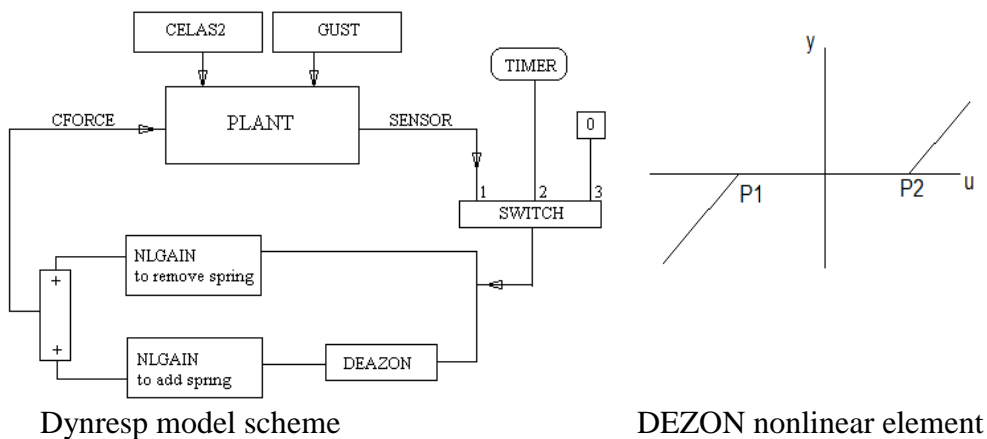 CELAS2
GUST
TIMER
CFORCE
PLANT
SENSOR
0
1
2
3
SWITCH
NLGAIN
to remove spring
+
+
NLGAIN
to add spring
DEAZON
y
P1
P2
u
Dynresp model scheme
DEZON nonlinear element